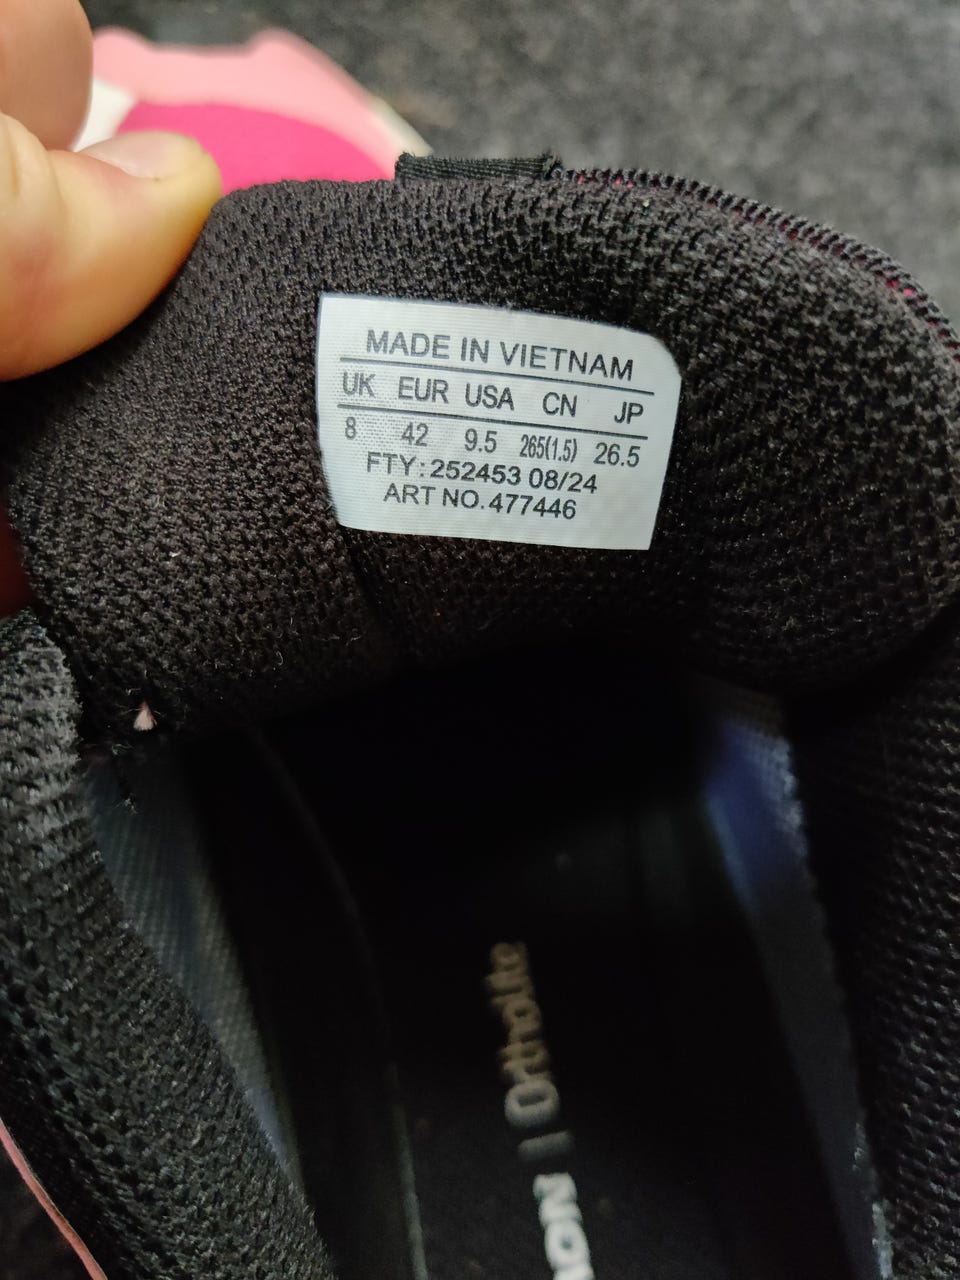 MADE IN VIETNAM
UK EUR USA CN JP
8 42 9.5 265(1.5) 26.5
FTY: 252453 08/24
ART NO. 477446
OrthoLite